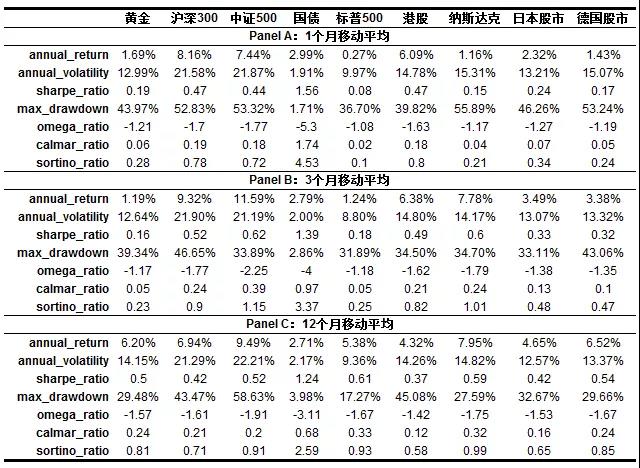 黄金 沪深300 中证500 国债 标普500 港股 纳斯达克 日本股市 德国股市
Panel A：1个月移动平均
annual_return 1.69% 8.16% 7.44% 2.99% 0.27% 6.09% 1.16% 2.32% 1.43%
annual_volatility 12.99% 21.58% 21.87% 1.91% 9.97% 14.78% 15.31% 13.21% 15.07%
sharpe_ratio 0.19 0.47 0.44 1.56 0.08 0.47 0.15 0.24 0.17
max_drawdown 43.97% 52.83% 53.32% 1.71% 36.70% 39.82% 55.89% 46.26% 53.24%
omega_ratio -1.21 -1.7 -1.77 -5.3 -1.08 -1.63 -1.17 -1.27 -1.19
calmar_ratio 0.06 0.19 0.18 1.74 0.02 0.18 0.04 0.07 0.05
sortino_ratio 0.28 0.78 0.72 4.53 0.1 0.8 0.21 0.34 0.24
Panel B：3个月移动平均
annual_return 1.19% 9.32% 11.59% 2.79% 1.24% 6.38% 7.78% 3.49% 3.38%
annual_volatility 12.64% 21.90% 21.19% 2.00% 8.80% 14.80% 14.17% 13.07% 13.32%
sharpe_ratio 0.16 0.52 0.62 1.39 0.18 0.49 0.6 0.33 0.32
max_drawdown 39.34% 46.65% 33.89% 2.86% 31.89% 34.50% 34.70% 33.11% 43.06%
omega_ratio -1.17 -1.77 -2.25 -4 -1.18 -1.62 -1.79 -1.38 -1.35
calmar_ratio 0.05 0.24 0.39 0.97 0.05 0.21 0.24 0.13 0.1
sortino_ratio 0.23 0.9 1.15 3.37 0.25 0.82 1.01 0.48 0.47
Panel C：12个月移动平均
annual_return 6.20% 6.94% 9.49% 2.71% 5.38% 4.32% 7.95% 4.65% 6.52%
annual_volatility 14.15% 21.29% 22.21% 2.17% 9.36% 14.26% 14.82% 12.57% 13.37%
sharpe_ratio 0.5 0.42 0.52 1.24 0.61 0.37 0.59 0.42 0.54
max_drawdown 29.48% 43.47% 58.63% 3.98% 17.27% 45.08% 27.59% 32.67% 29.66%
omega_ratio -1.57 -1.61 -1.91 -3.11 -1.67 -1.42 -1.75 -1.53 -1.67
calmar_ratio 0.24 0.21 0.2 0.68 0.33 0.12 0.32 0.16 0.24
sortino_ratio 0.81 0.71 0.91 2.59 0.93 0.58 0.99 0.65 0.85